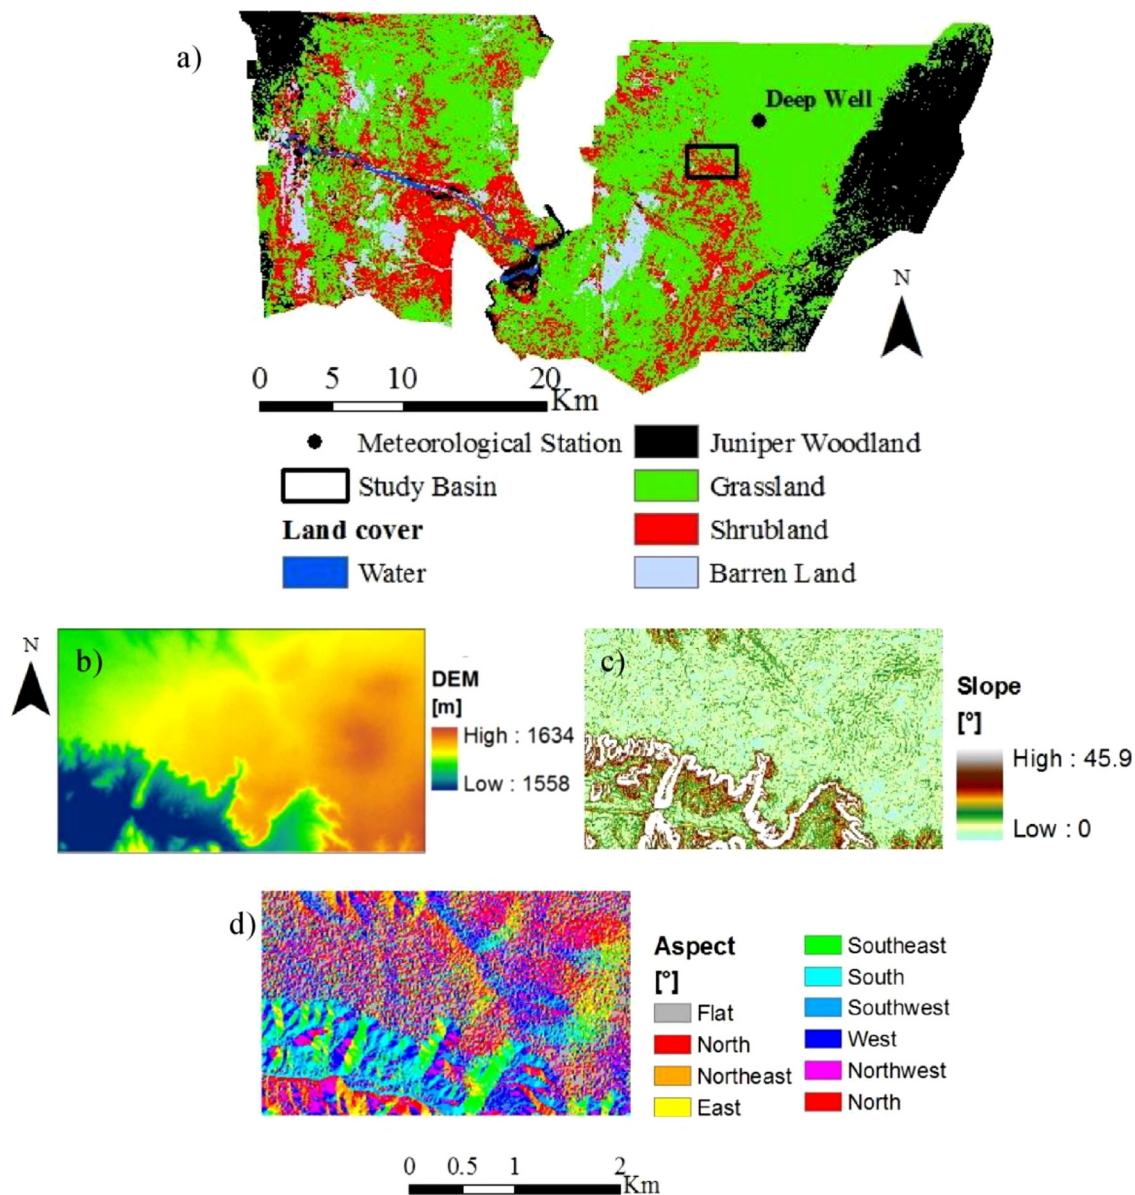 a)
Deep Well
N
0 5 10 20
Km
Meteorological Station
Study Basin
Land cover
Water
Juniper Woodland
Grassland
Shrubland
Barren Land
N
b)
DEM
[m]
High : 1634
Low : 1558
c)
Slope
[°]
High : 45.9
Low : 0
d)
Aspect
[°]
Flat
North
Northeast
East
Southeast
South
Southwest
West
Northwest
North
0 0.5 1 2
Km